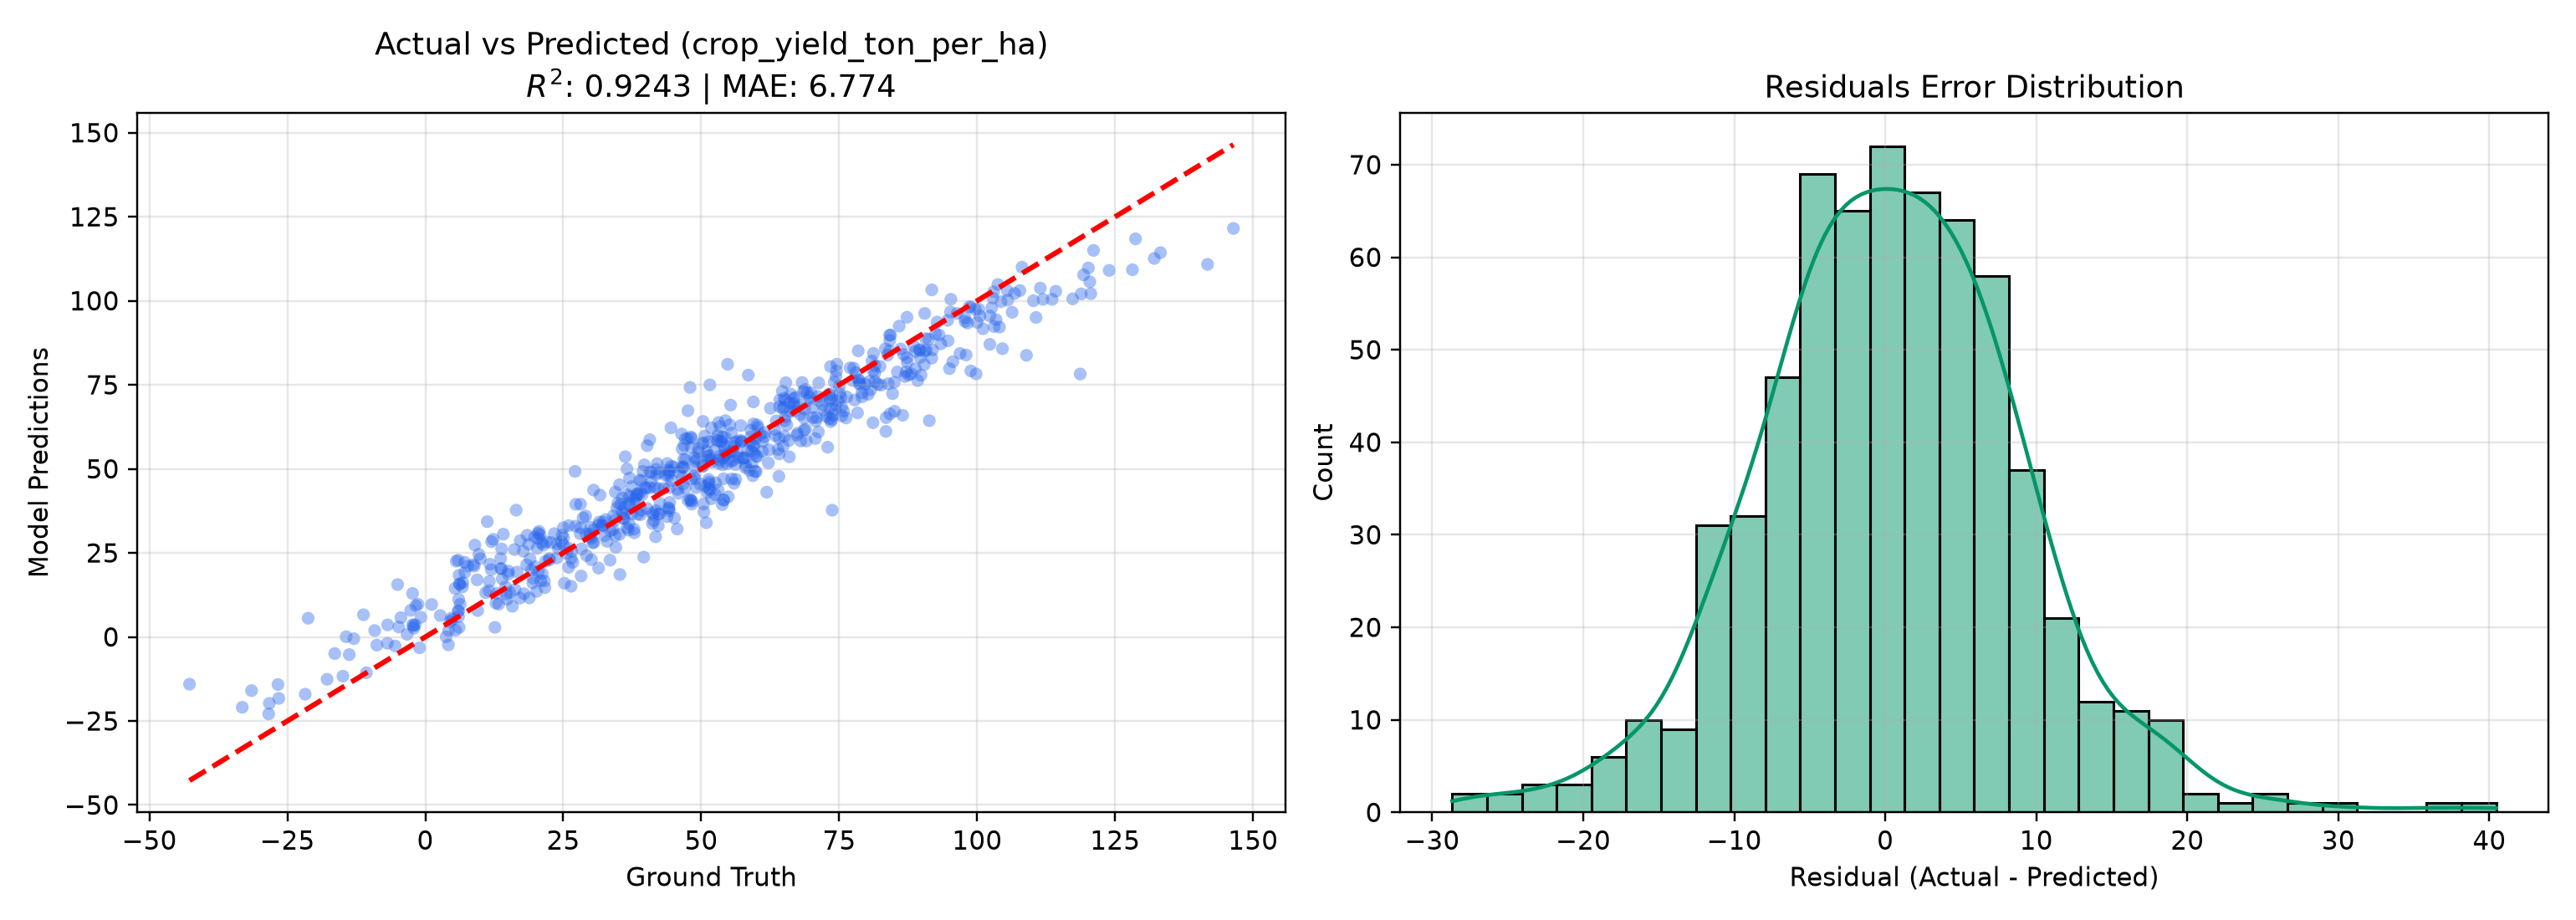 Actual vs Predicted (crop_yield_ton_per_ha)
R²: 0.9243 | MAE: 6.774
150
125
100
75
50
25
0
−25
−50
Model Predictions
−50 −25 0 25 50 75 100 125 150
Ground Truth
Residuals Error Distribution
70
60
50
40
30
20
10
0
Count
−30 −20 −10 0 10 20 30 40
Residual (Actual - Predicted)